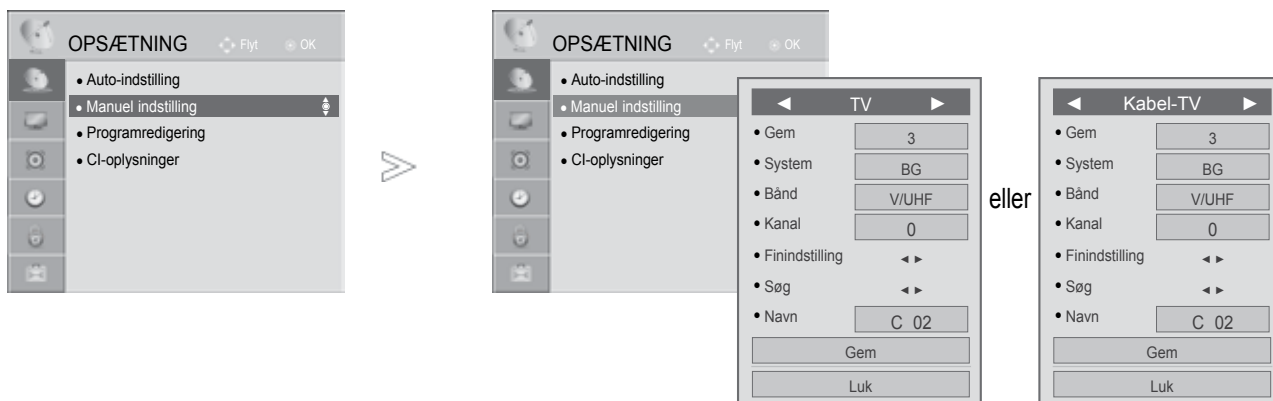 OPSÆTNING Flyt OK
• Auto-indstilling
• Manuel indstilling
• Programredigering
• CI-oplysninger
OPSÆTNING Flyt OK
• Auto-indstilling
• Manuel indstilling
• Programredigering
• CI-oplysninger
◄ TV ►
• Gem 3
• System BG
• Bånd V/UHF
• Kanal 0
• Finindstilling ◄ ►
• Søg ◄ ►
• Navn C 02
Gem
Luk
eller
◄ Kabel-TV ►
• Gem 3
• System BG
• Bånd V/UHF
• Kanal 0
• Finindstilling ◄ ►
• Søg ◄ ►
• Navn C 02
Gem
Luk